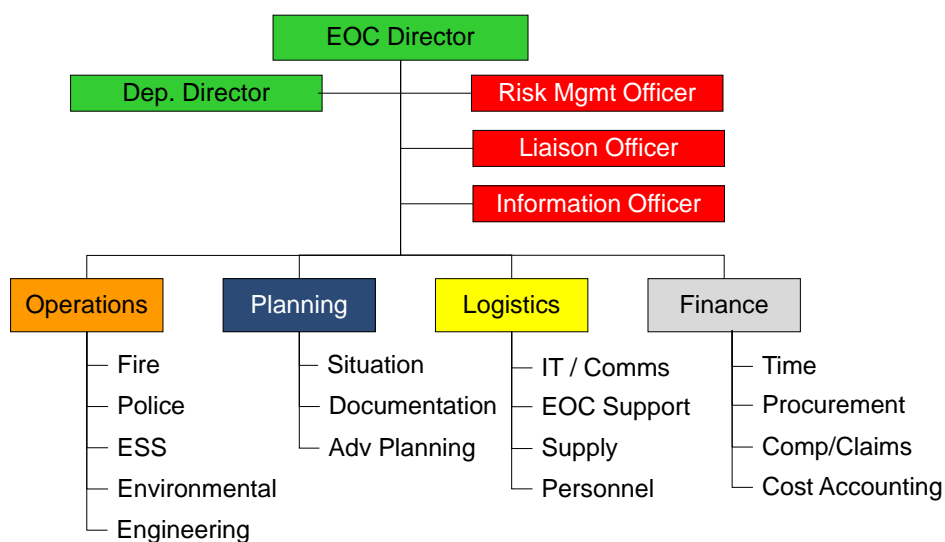 EOC Director
Dep. Director
Risk Mgmt Officer
Liaison Officer
Information Officer
Operations
Planning
Logistics
Finance
Fire
Police
ESS
Environmental
Engineering
Situation
Documentation
Adv Planning
IT / Comms
EOC Support
Supply
Personnel
Time
Procurement
Comp/Claims
Cost Accounting